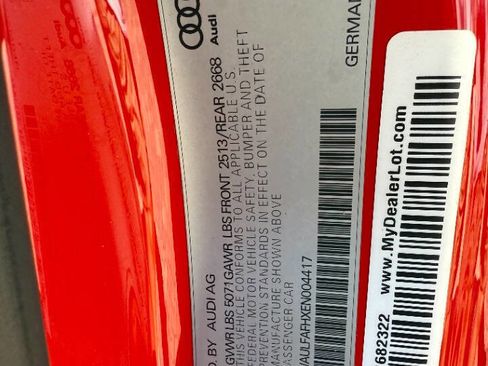 Audi
GERMANY
D. BY AUDI AG
GWWR LBS 5071 GAWR LBS FRONT 2513/REAR 2668
THIS VEHICLE CONFORMS TO ALL APPLICABLE U.S.
FEDERAL MOTOR VEHICLE SAFETY, BUMPER AND THEFT
PREVENTION STANDARDS IN EFFECT ON THE DATE OF
MANUFACTURE SHOWN ABOVE
PASSENGER CAR
WAULFAFHXEN004417
682322
www.MyDealerLot.com